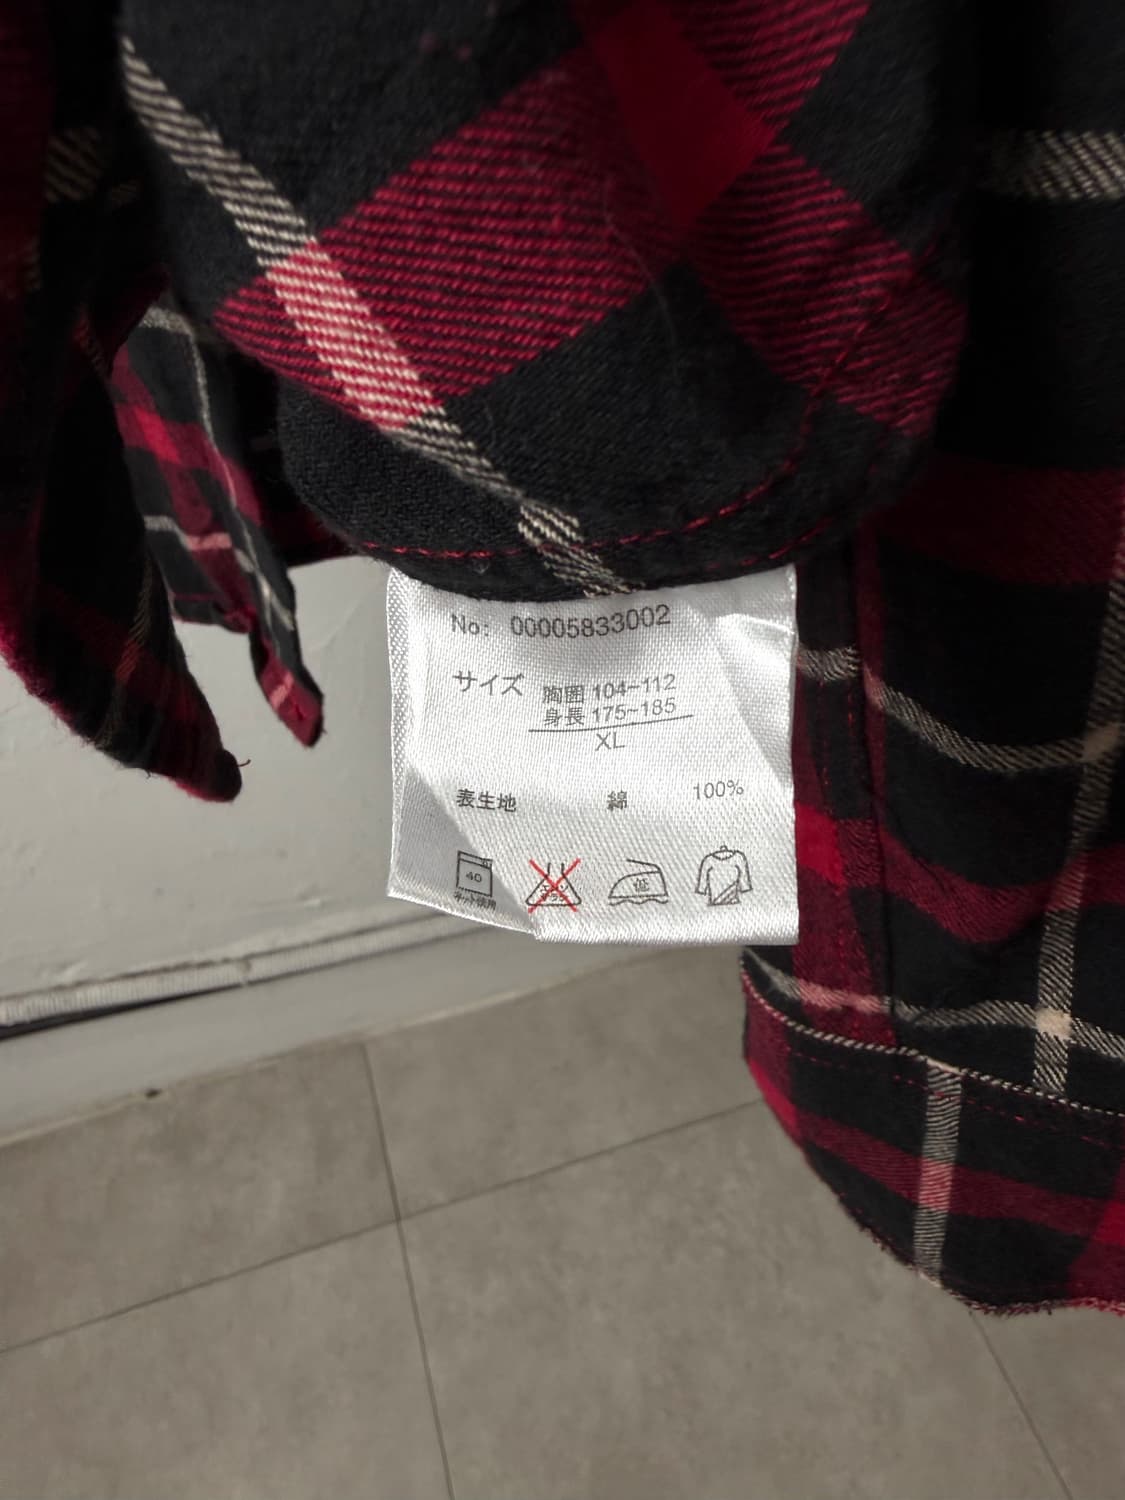 No: 00005833002
サイズ 胸囲 104~112
身長 175~185
XL
表生地 綿 100%
40
ネット使用
低